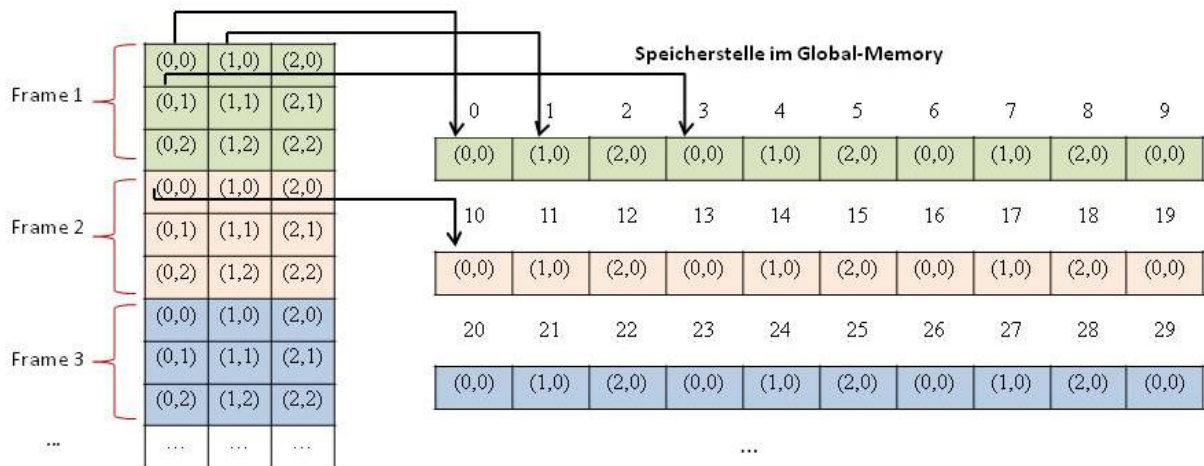 Speicherstelle im Global-Memory
Frame 1
(0,0) (1,0) (2,0)
(0,1) (1,1) (2,1)
(0,2) (1,2) (2,2)
Frame 2
(0,0) (1,0) (2,0)
(0,1) (1,1) (2,1)
(0,2) (1,2) (2,2)
Frame 3
(0,0) (1,0) (2,0)
(0,1) (1,1) (2,1)
(0,2) (1,2) (2,2)
...
... ... ...
0 1 2 3 4 5 6 7 8 9
(0,0) (1,0) (2,0) (0,0) (1,0) (2,0) (0,0) (1,0) (2,0) (0,0)
10 11 12 13 14 15 16 17 18 19
(0,0) (1,0) (2,0) (0,0) (1,0) (2,0) (0,0) (1,0) (2,0) (0,0)
20 21 22 23 24 25 26 27 28 29
(0,0) (1,0) (2,0) (0,0) (1,0) (2,0) (0,0) (1,0) (2,0) (0,0)
...